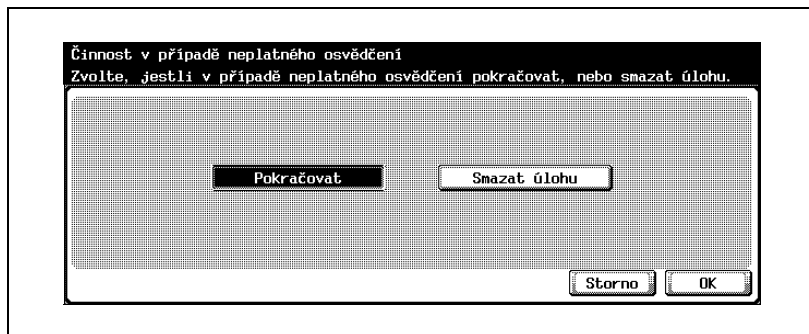 Činnost v případě neplatného osvědčení
Zvolte, jestli v případě neplatného osvědčení pokračovat, nebo smazat úlohu.
Pokračovat
Smazat úlohu
Storno
OK